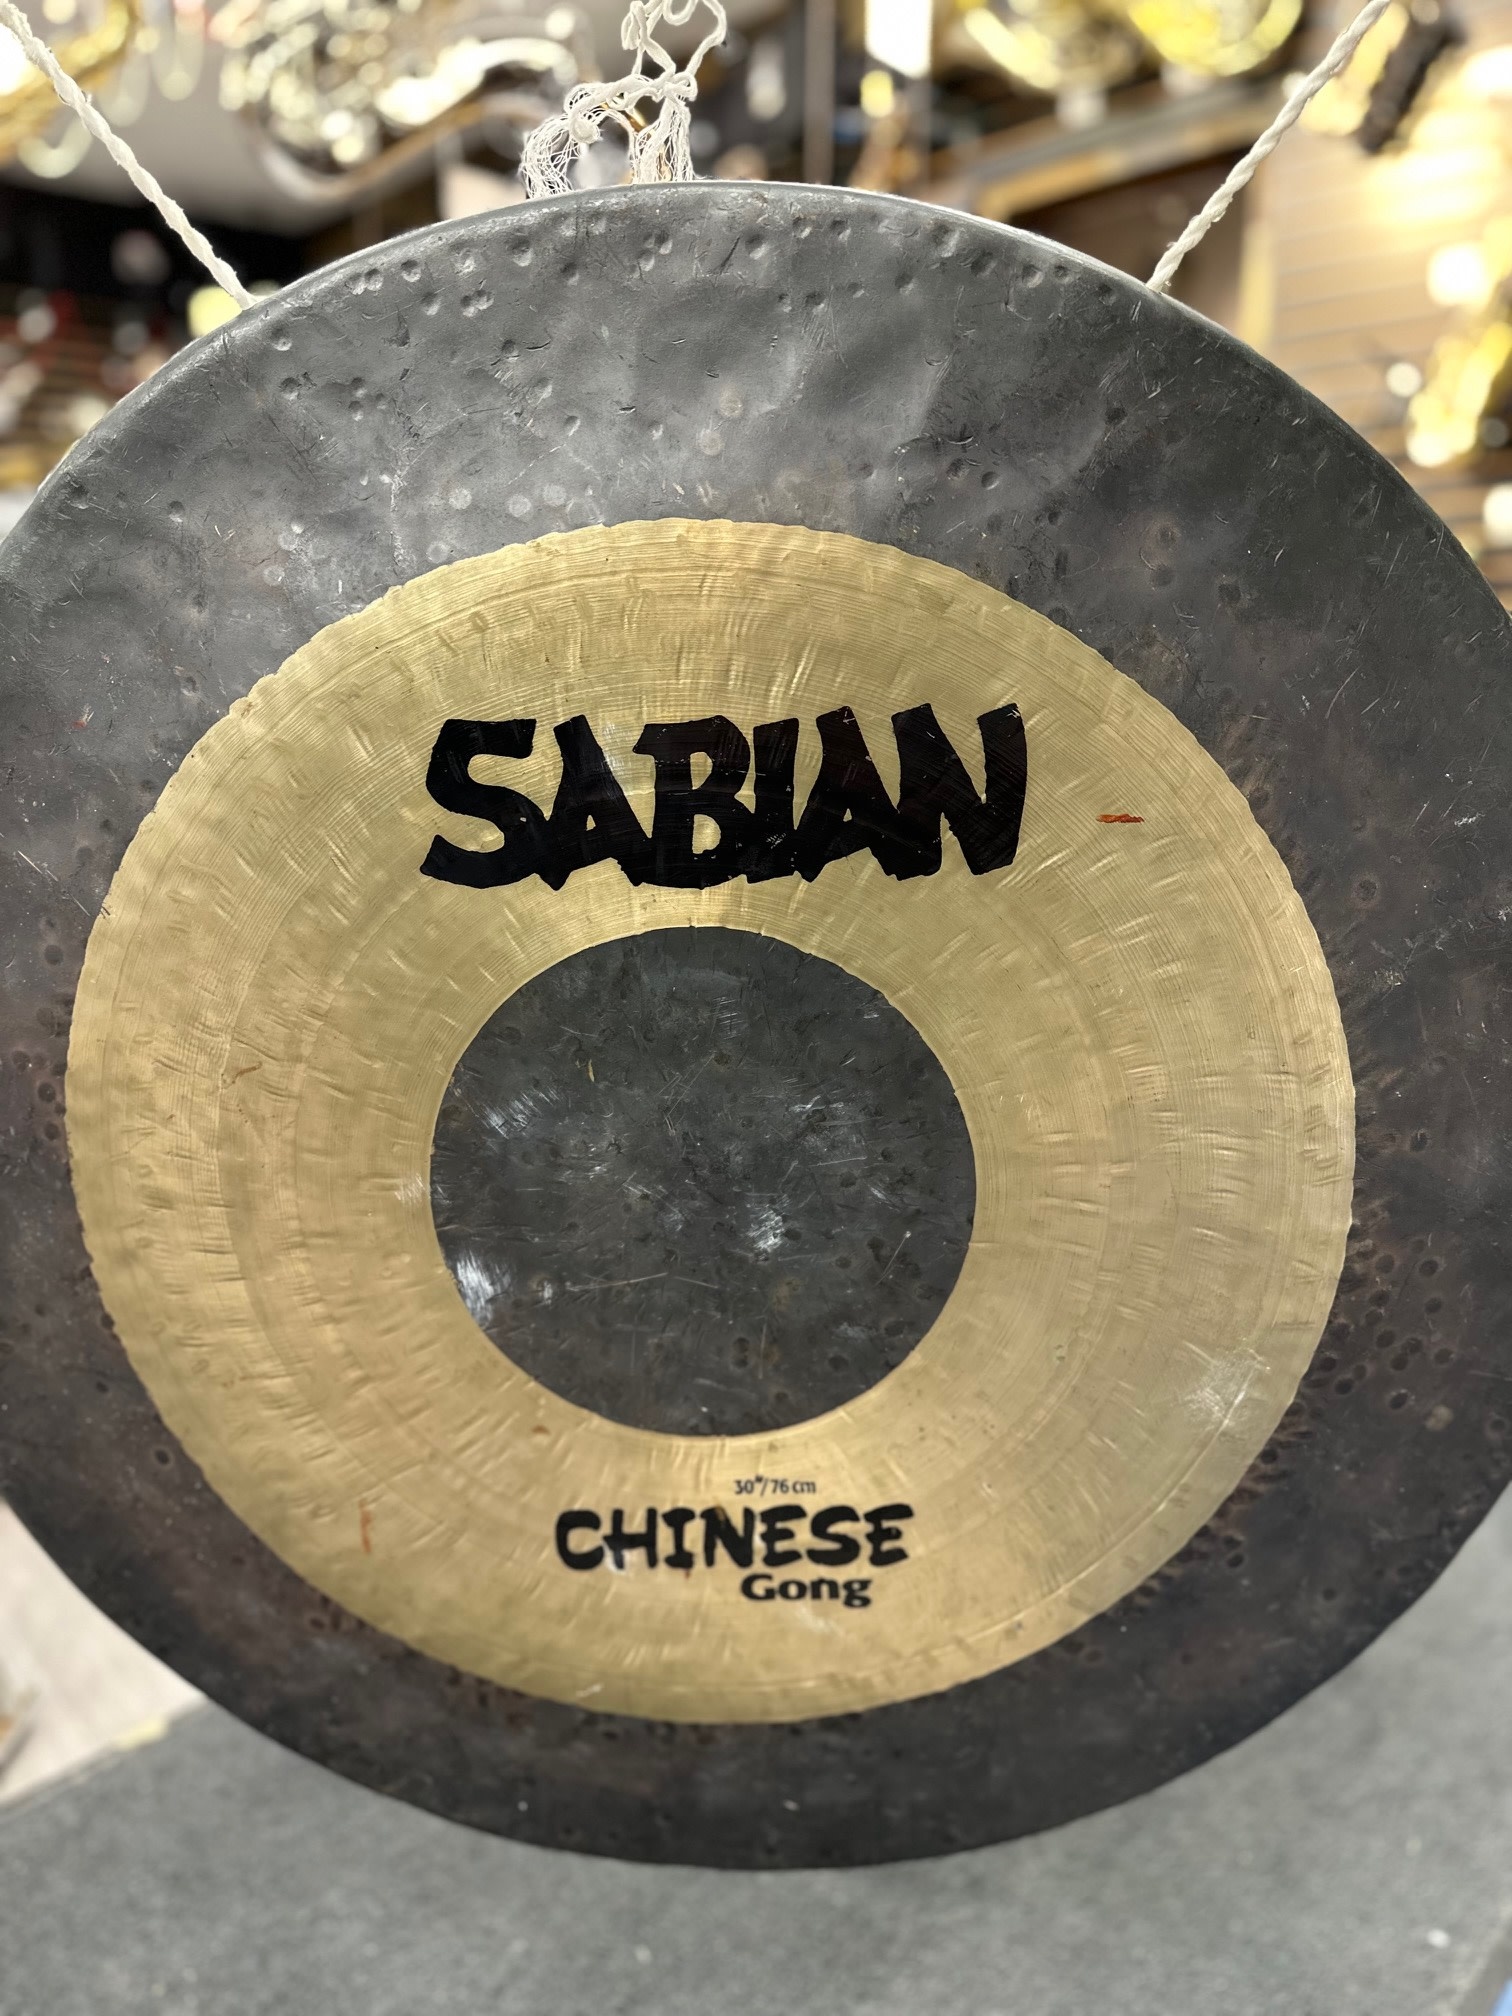 SABIAN
30"/76 cm
CHINESE
Gong